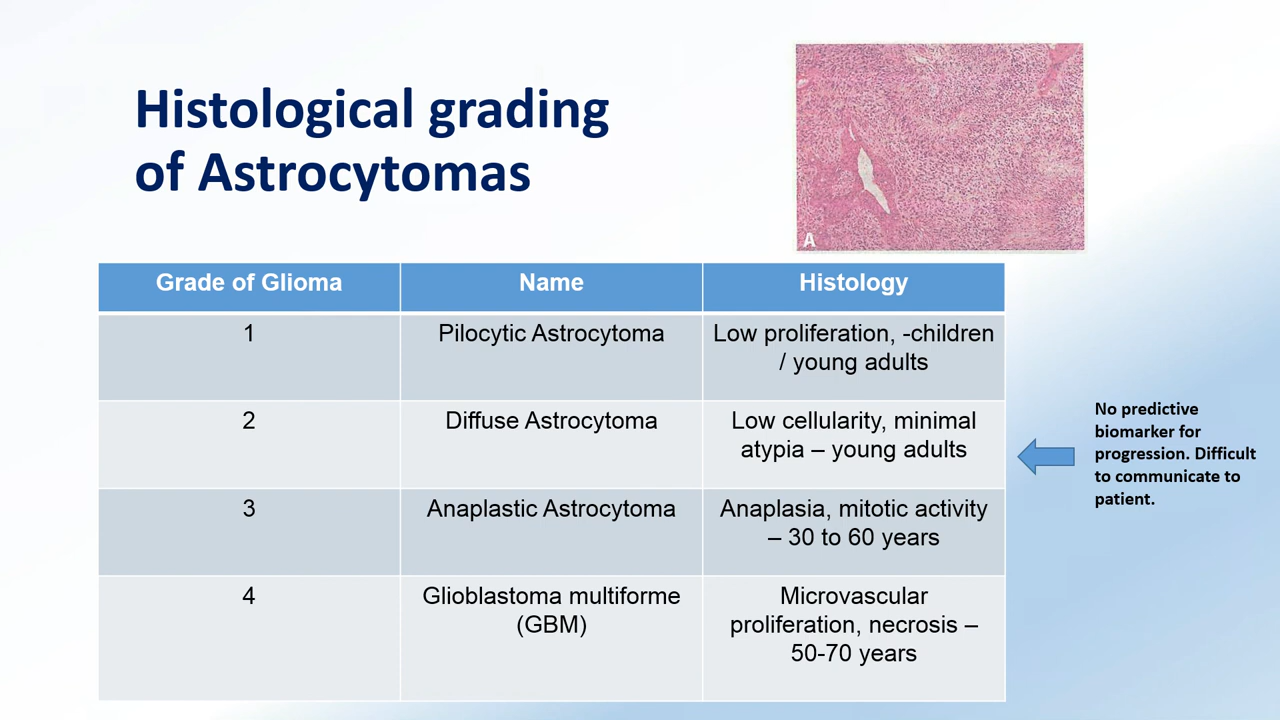 Histological grading
of Astrocytomas
A
Grade of Glioma
Name
Histology
1
Pilocytic Astrocytoma
Low proliferation, -children
/ young adults
2
Diffuse Astrocytoma
Low cellularity, minimal
atypia – young adults
3
Anaplastic Astrocytoma
Anaplasia, mitotic activity
– 30 to 60 years
4
Glioblastoma multiforme
(GBM)
Microvascular
proliferation, necrosis –
50-70 years
No predictive
biomarker for
progression. Difficult
to communicate to
patient.